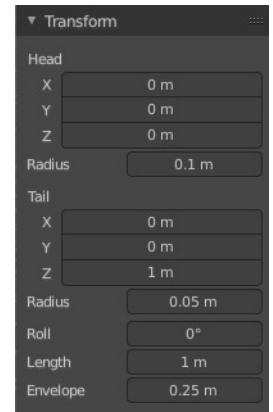 Transform
Head
X 0 m
Y 0 m
Z 0 m
Radius 0.1 m
Tail
X 0 m
Y 0 m
Z 1 m
Radius 0.05 m
Roll 0°
Length 1 m
Envelope 0.25 m